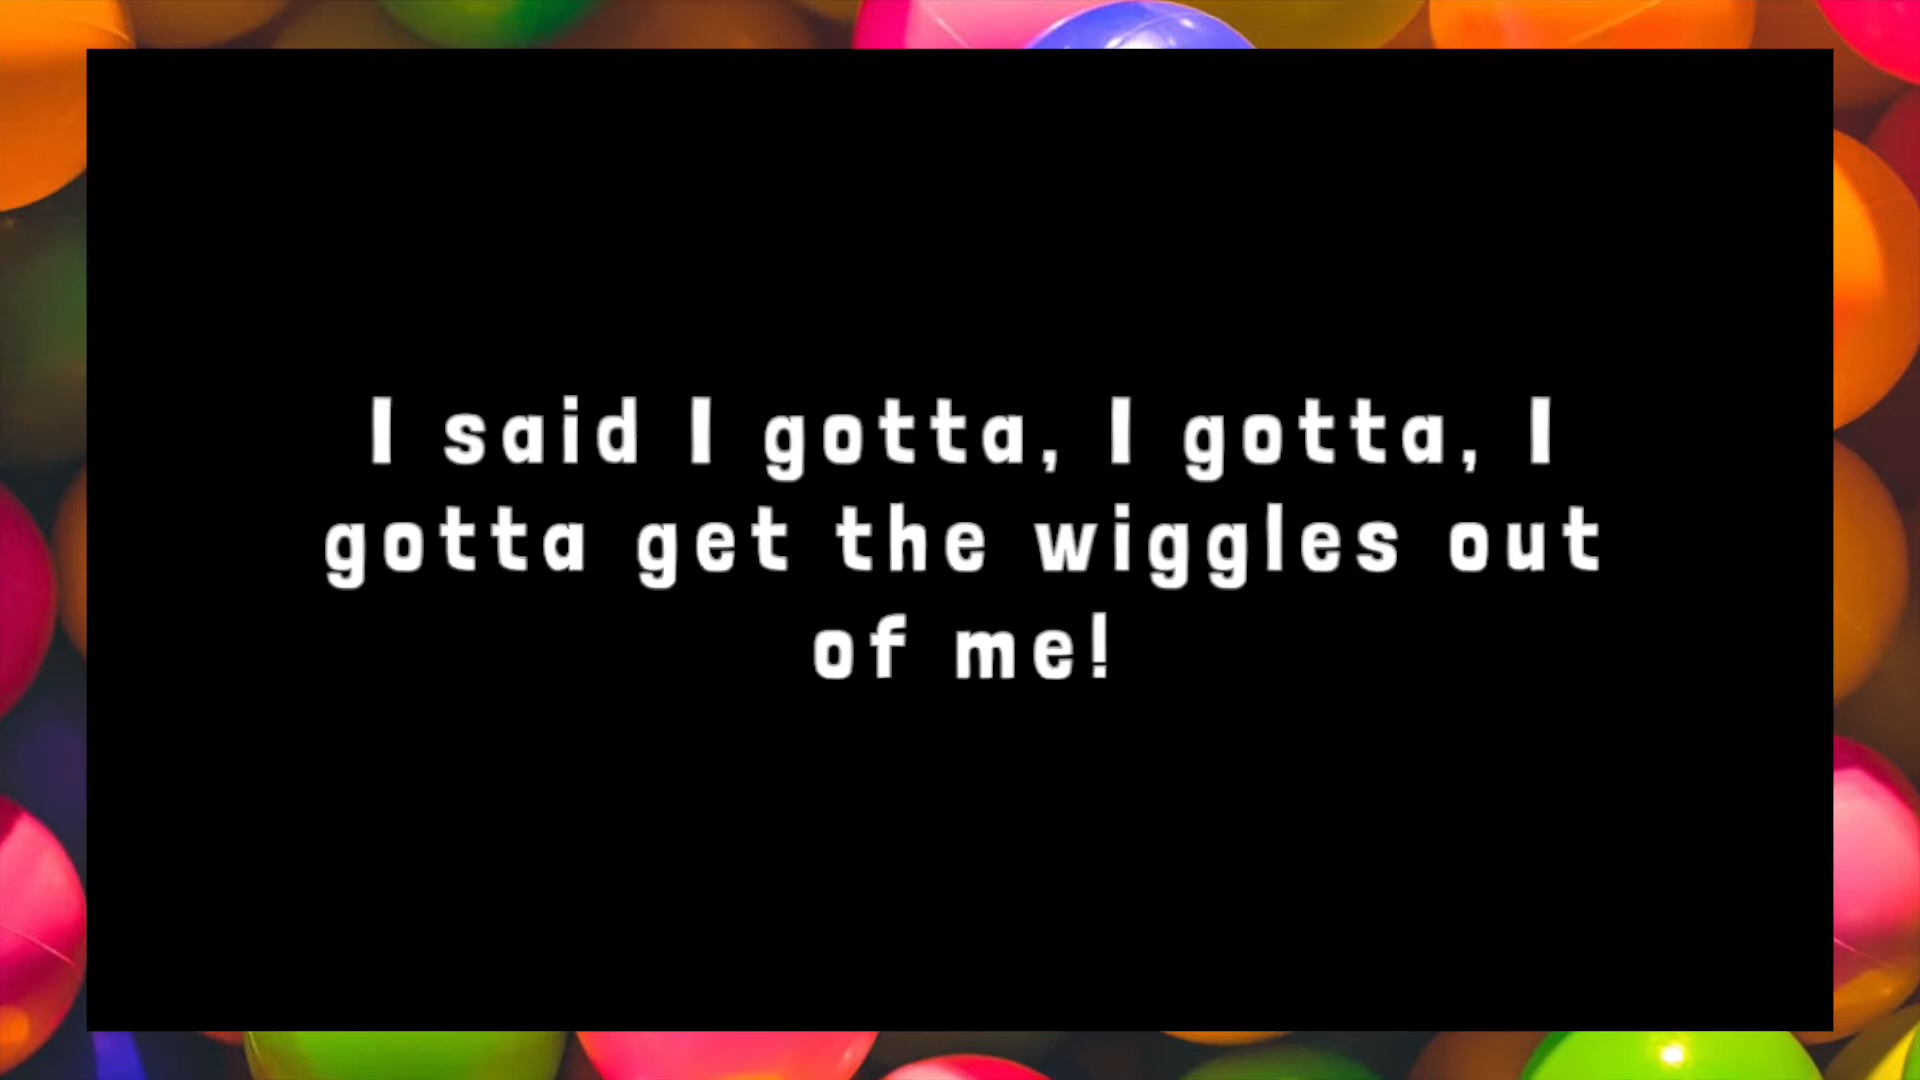 I said I gotta, I gotta, I
gotta get the wiggles out
of me!